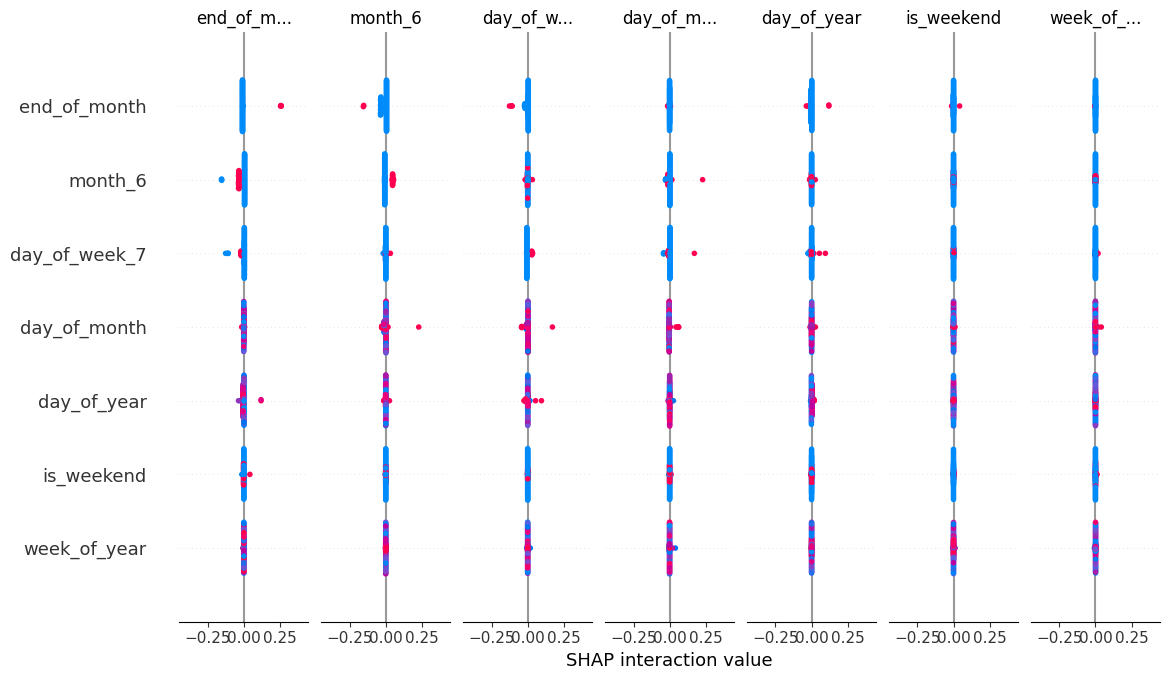 end_of_m... month_6 day_of_w... day_of_m... day_of_year is_weekend week_of_...
end_of_month
month_6
day_of_week_7
day_of_month
day_of_year
is_weekend
week_of_year
−0.25 0.00 0.25 −0.25 0.00 0.25 −0.25 0.00 0.25 −0.25 0.00 0.25 −0.25 0.00 0.25 −0.25 0.00 0.25 −0.25 0.00 0.25
SHAP interaction value